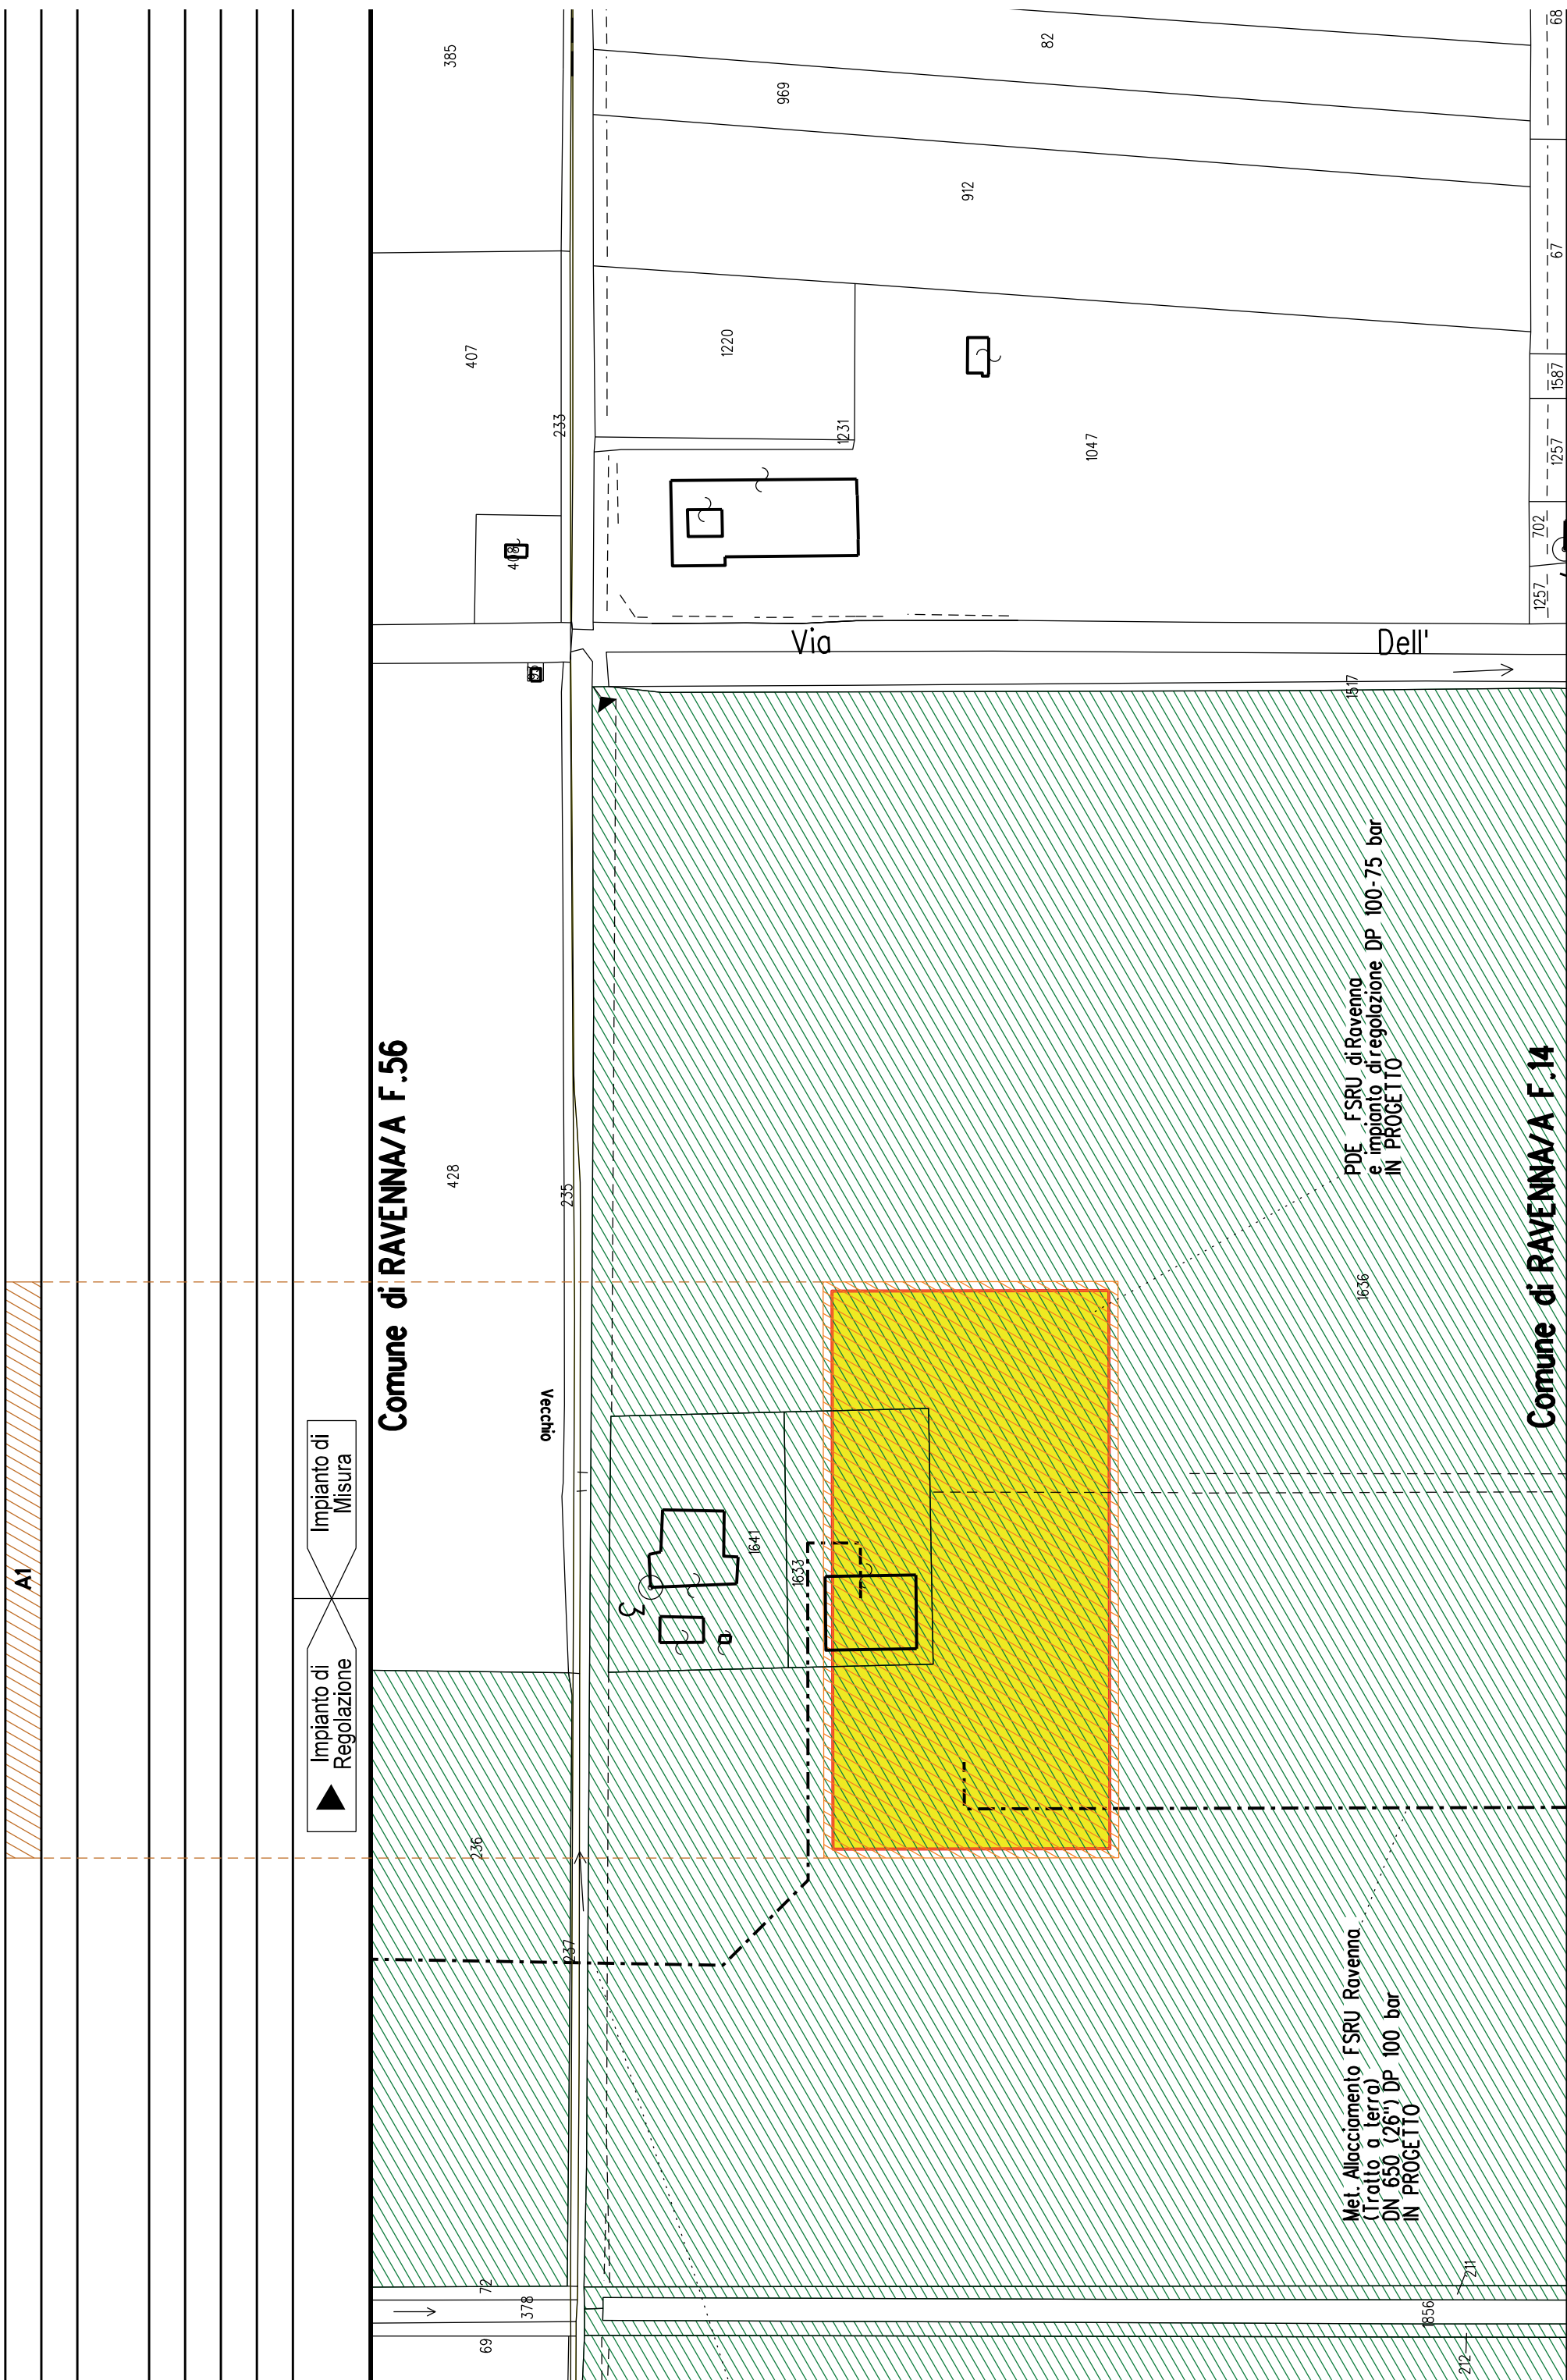 A1
Impianto di
Regolazione
Impianto di
Misura
Comune di RAVENNA/A F.56
385
407
233
408
428
235
Vecchio
236
237
72
378
69
82
969
912
1220
1231
1047
68
67
1587
1257
702
1257
Via
Dell'
1517
PDE FSRU di Ravenna
e impianto di regolazione DP 100-75 bar
IN PROGETTO
1636
Comune di RAVENNA/A F.14
1641
1633
3
Met. Allacciamento FSRU Ravenna
(Tratto a terra)
DN 650 (26") DP 100 bar
IN PROGETTO
211
1856
212